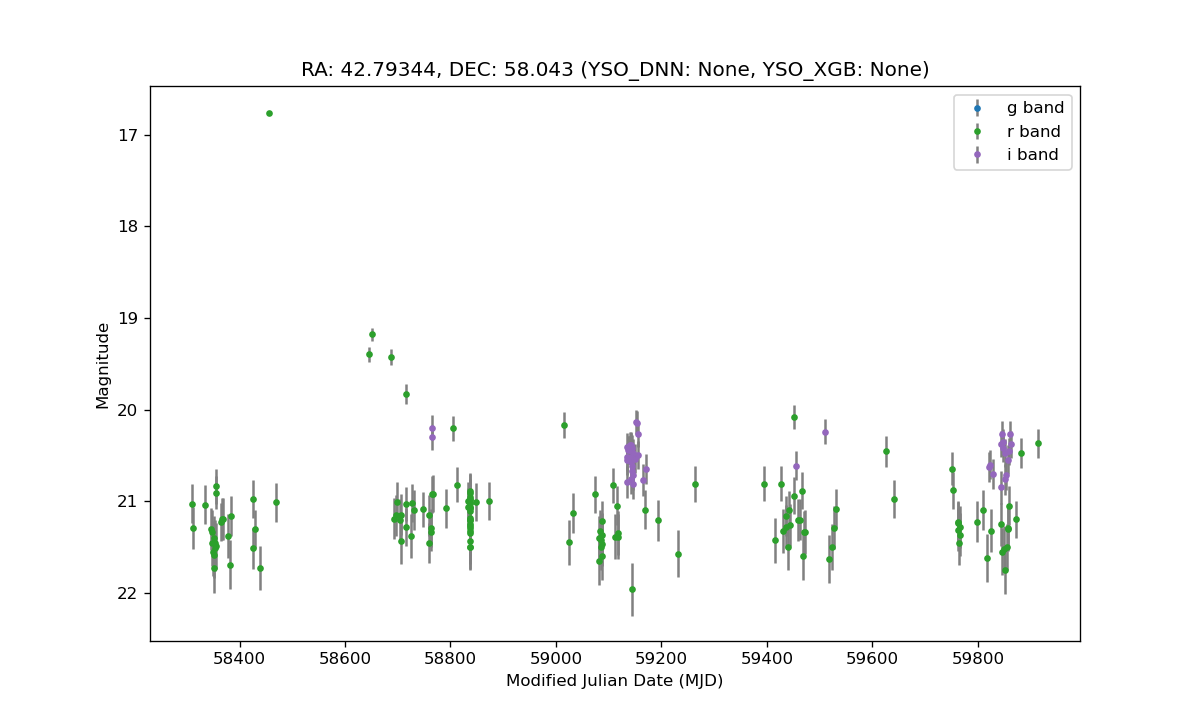 RA: 42.79344, DEC: 58.043 (YSO_DNN: None, YSO_XGB: None)
g band
r band
i band
17
18
19
20
21
22
Magnitude
58400 58600 58800 59000 59200 59400 59600 59800
Modified Julian Date (MJD)